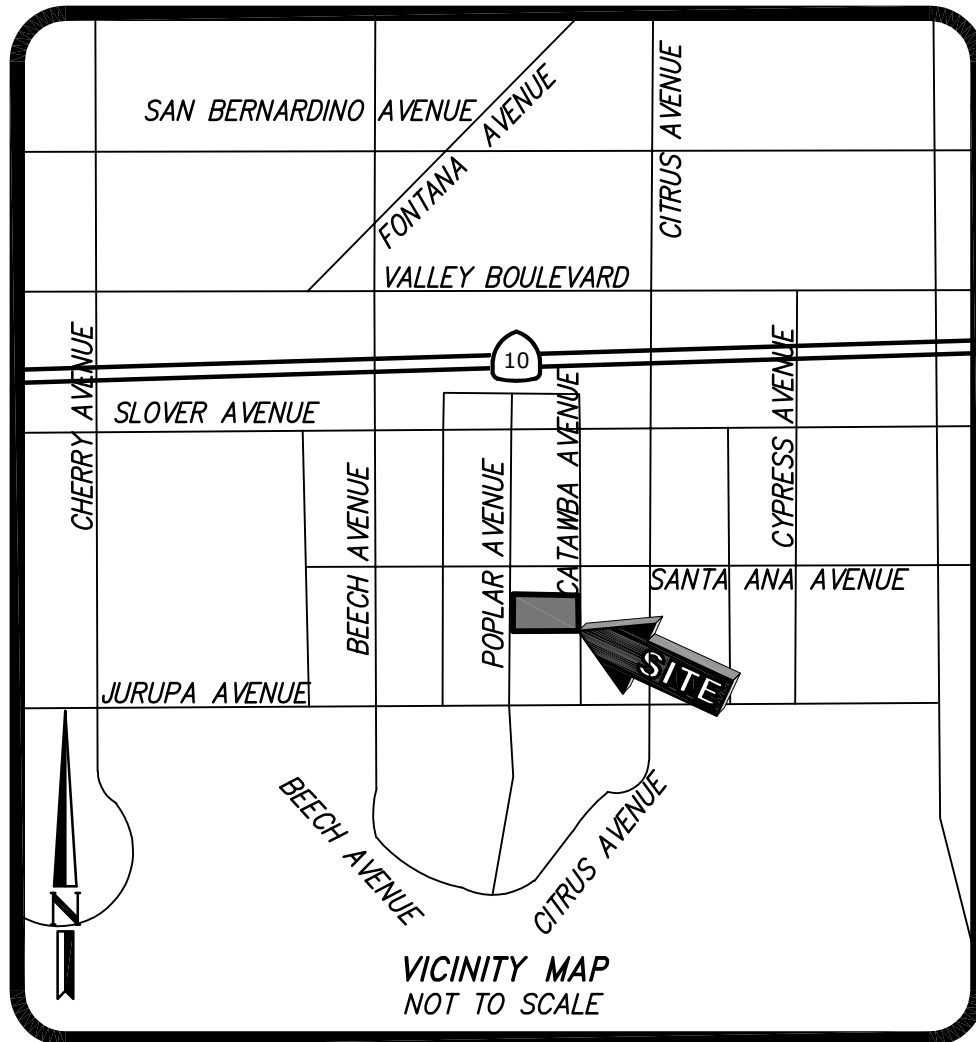 SAN BERNARDINO AVENUE
FONTANA AVENUE
CITRUS AVENUE
VALLEY BOULEVARD
10
CHERRY AVENUE
SLOVER AVENUE
BEECH AVENUE
POPLAR AVENUE
CATAWBA AVENUE
CYPRESS AVENUE
SANTA ANA AVENUE
SITE
JURUPA AVENUE
BEECH AVENUE
CITRUS AVENUE
N
VICINITY MAP
NOT TO SCALE